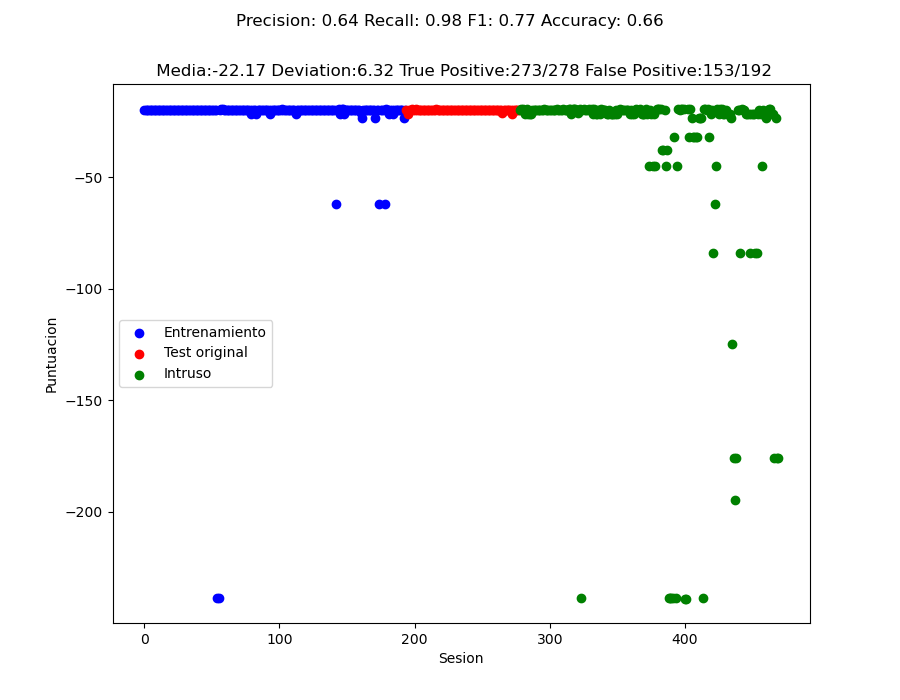 Precision: 0.64 Recall: 0.98 F1: 0.77 Accuracy: 0.66
Media:-22.17 Deviation:6.32 True Positive:273/278 False Positive:153/192
−50
−100
−150
−200
Puntuacion
Entrenamiento
Test original
Intruso
0 100 200 300 400
Sesion